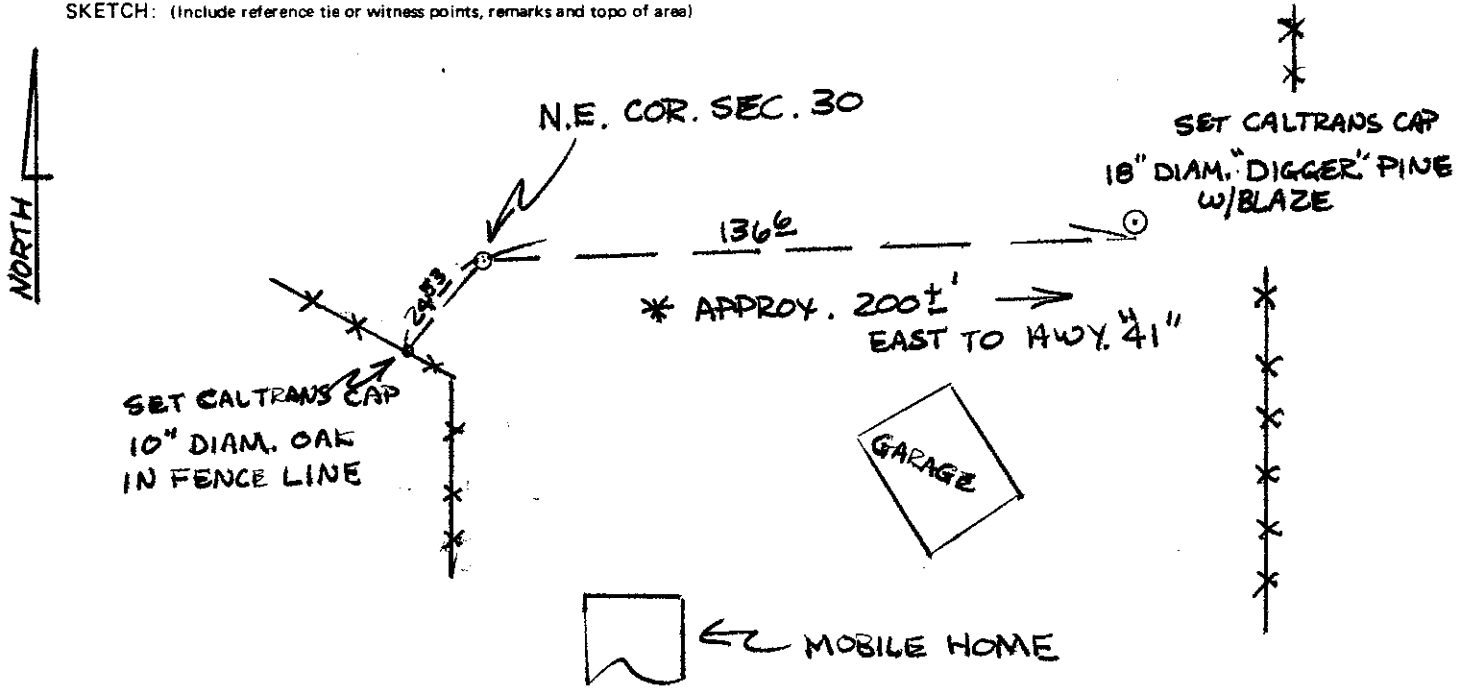 SKETCH: (Include reference tie or witness points, remarks and topo of area)
NORTH
N.E. COR. SEC. 30
SET CALTRANS CAP
18" DIAM. "DIGGER" PINE
W/BLAZE
136 6
* APPROX. 200±'
EAST TO HWY. "41"
SET CALTRANS CAP
10" DIAM. OAK
IN FENCE LINE
GARAGE
MOBILE HOME